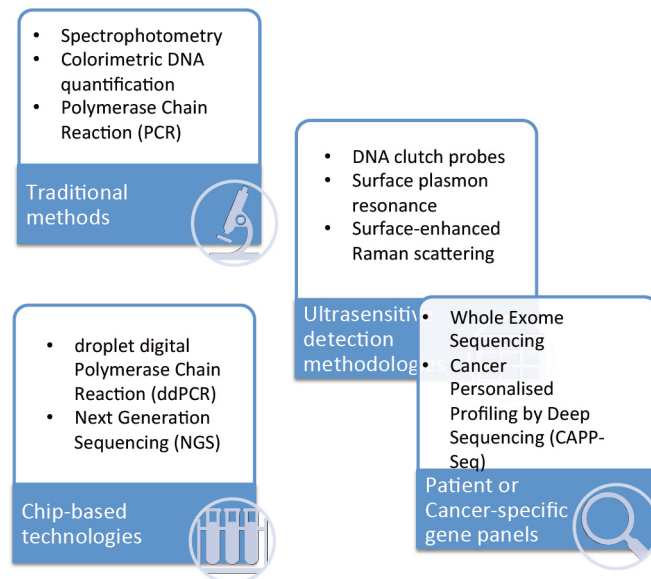 • Spectrophotometry
• Colorimetric DNA
quantification
• Polymerase Chain
Reaction (PCR)
Traditional
methods
• DNA clutch probes
• Surface plasmon
resonance
• Surface-enhanced
Raman scattering
Ultrasensitiv
detection
methodologies
• droplet digital
Polymerase Chain
Reaction (ddPCR)
• Next Generation
Sequencing (NGS)
Chip-based
technologies
• Whole Exome
Sequencing
• Cancer
Personalised
Profiling by Deep
Sequencing (CAPP-
Seq)
Patient or
Cancer-specific
gene panels